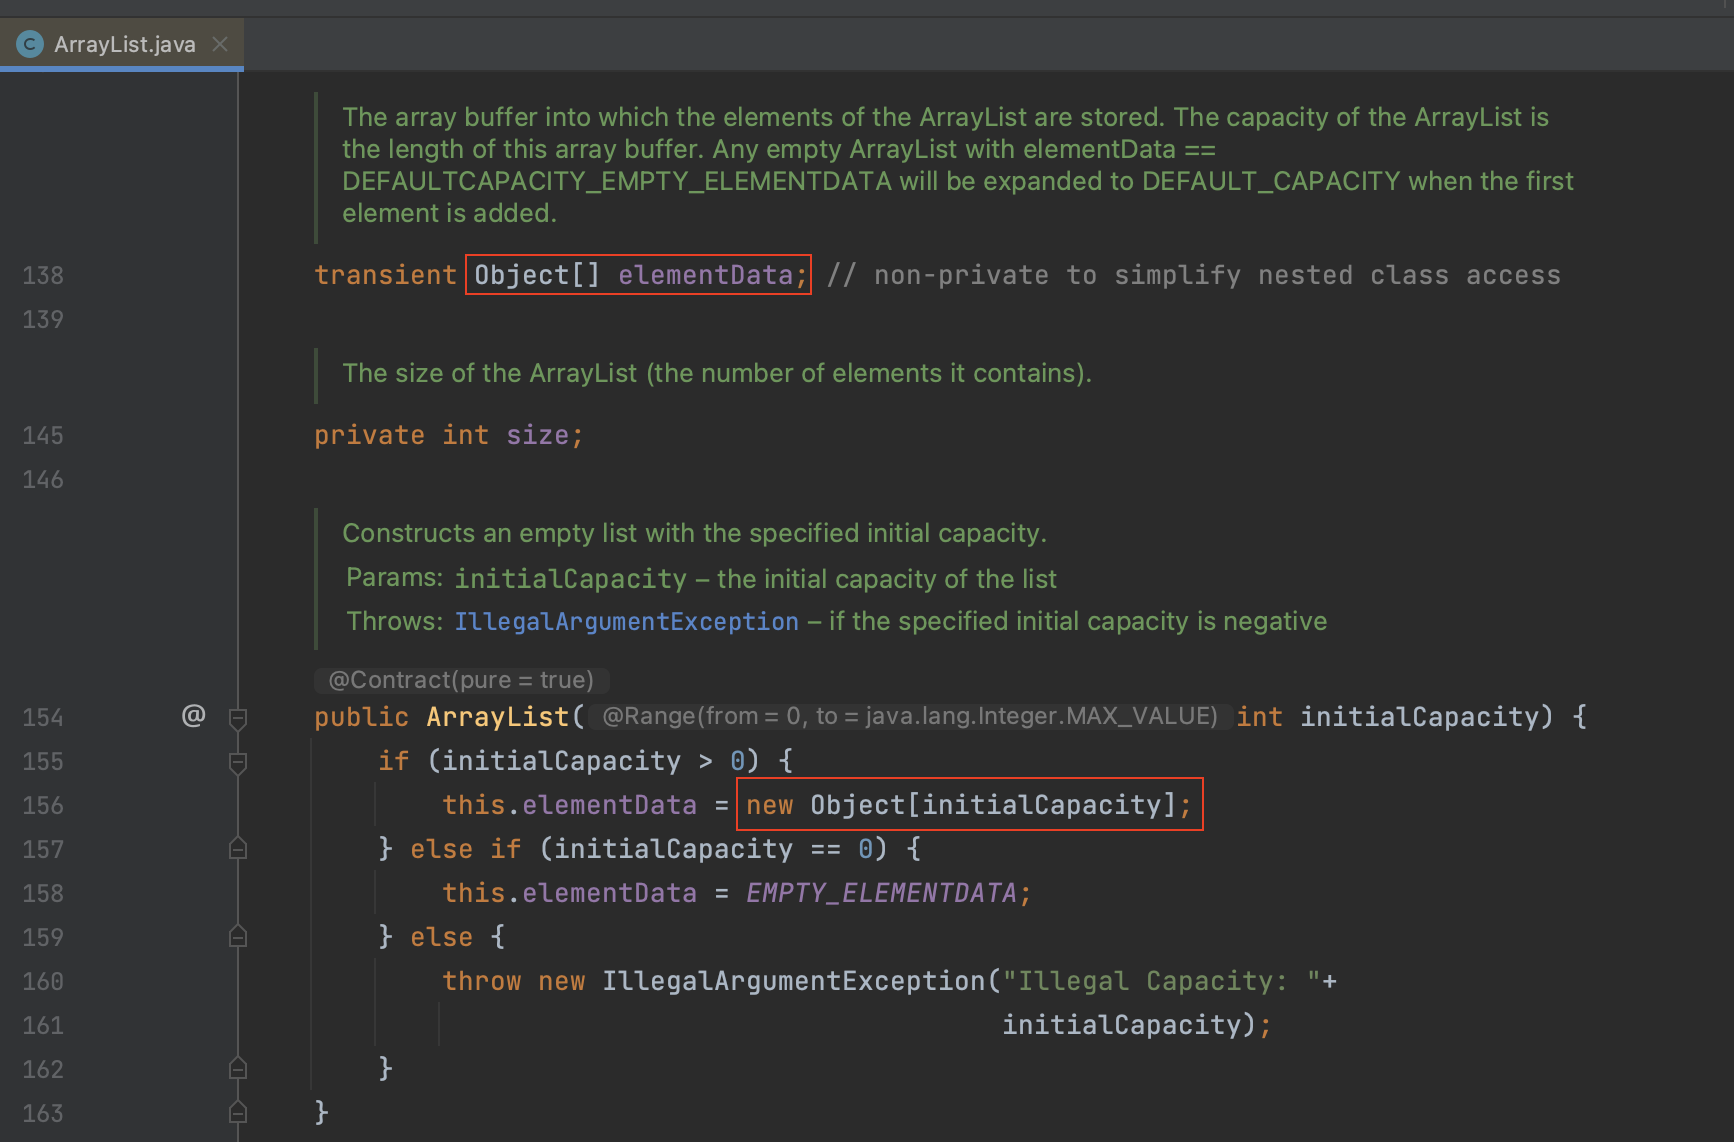 C ArrayList.java
The array buffer into which the elements of the ArrayList are stored. The capacity of the ArrayList is
the length of this array buffer. Any empty ArrayList with elementData ==
DEFAULTCAPACITY_EMPTY_ELEMENTDATA will be expanded to DEFAULT_CAPACITY when the first
element is added.
138 transient Object[] elementData; // non-private to simplify nested class access
139
The size of the ArrayList (the number of elements it contains).
145 private int size;
146
Constructs an empty list with the specified initial capacity.
Params: initialCapacity – the initial capacity of the list
Throws: IllegalArgumentException – if the specified initial capacity is negative
@Contract(pure = true)
154 @ public ArrayList( @Range(from = 0, to = java.lang.Integer.MAX_VALUE) int initialCapacity) {
155 if (initialCapacity > 0) {
156 this.elementData = new Object[initialCapacity];
157 } else if (initialCapacity == 0) {
158 this.elementData = EMPTY_ELEMENTDATA;
159 } else {
160 throw new IllegalArgumentException("Illegal Capacity: "+
161 initialCapacity);
162 }
163 }